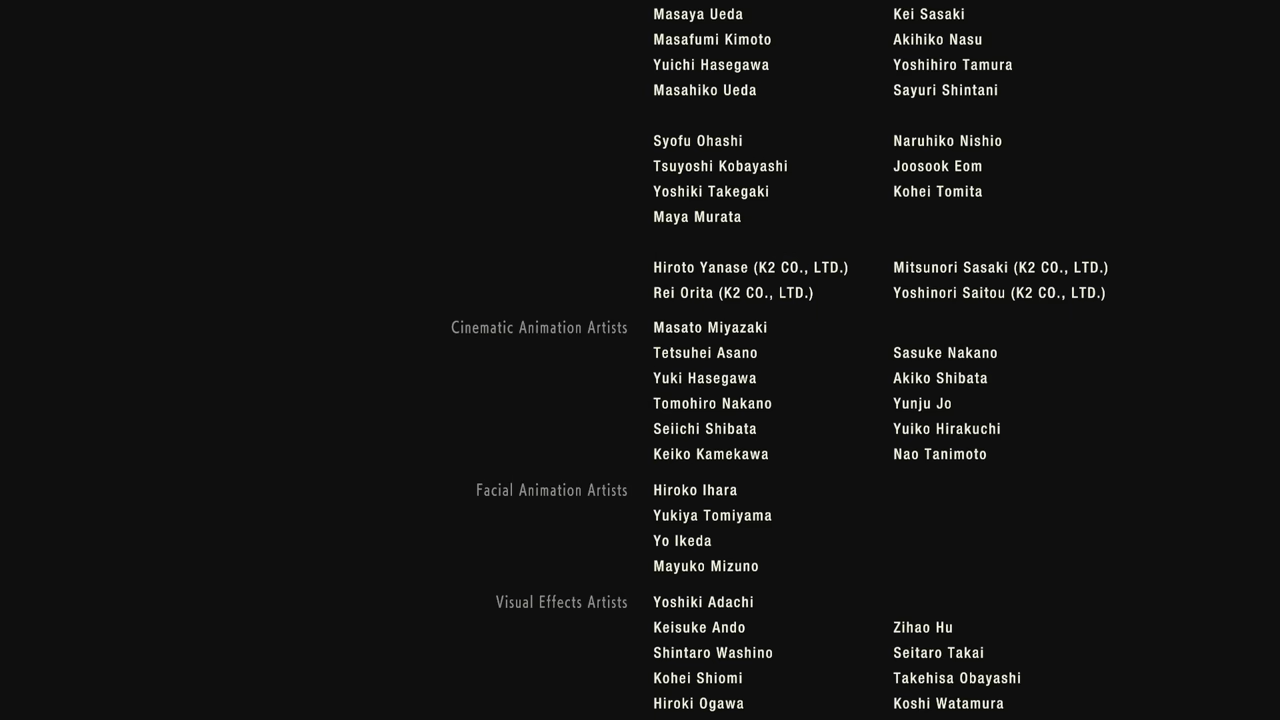 Masaya Ueda Kei Sasaki
Masafumi Kimoto Akihiko Nasu
Yuichi Hasegawa Yoshihiro Tamura
Masahiko Ueda Sayuri Shintani
Syofu Ohashi Naruhiko Nishio
Tsuyoshi Kobayashi Joosook Eom
Yoshiki Takegaki Kohei Tomita
Maya Murata
Hiroto Yanase (K2 CO., LTD.) Mitsunori Sasaki (K2 CO., LTD.)
Rei Orita (K2 CO., LTD.) Yoshinori Saitou (K2 CO., LTD.)
Cinematic Animation Artists Masato Miyazaki
Tetsuhei Asano Sasuke Nakano
Yuki Hasegawa Akiko Shibata
Tomohiro Nakano Yunju Jo
Seiichi Shibata Yuiko Hirakuchi
Keiko Kamekawa Nao Tanimoto
Facial Animation Artists Hiroko Ihara
Yukiya Tomiyama
Yo Ikeda
Mayuko Mizuno
Visual Effects Artists Yoshiki Adachi
Keisuke Ando Zihao Hu
Shintaro Washino Seitaro Takai
Kohei Shiomi Takehisa Obayashi
Hiroki Ogawa Koshi Watamura